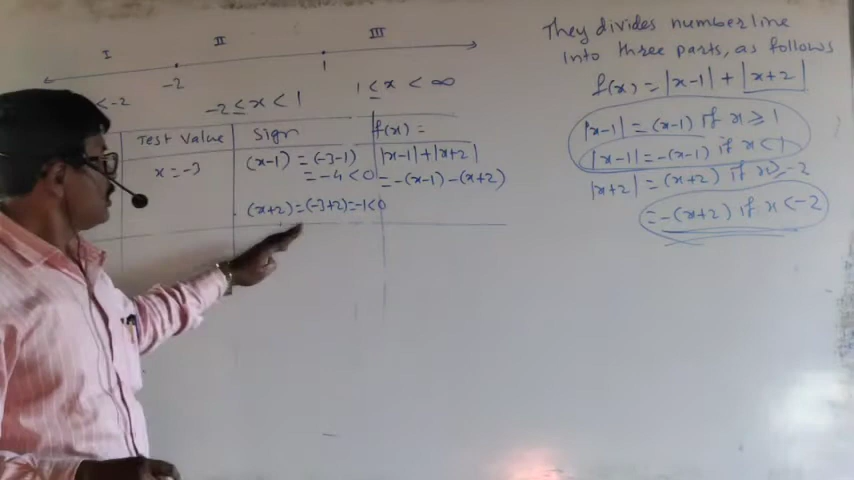 I II III
-2 1
< -2 -2 ≤ x < 1 1 ≤ x < ∞
Test Value Sign f(x) =
x = -3 (x-1) = (-3-1) |x-1| + |x+2|
= -4 < 0 = -(x-1) - (x+2)
(x+2) = (-3+2) = -1 < 0
They divides number line
into three parts, as follows
f(x) = |x-1| + |x+2|
|x-1| = (x-1) if x ≥ 1
|x-1| = -(x-1) if x < 1
|x+2| = (x+2) if x ≥ -2
= -(x+2) if x < -2